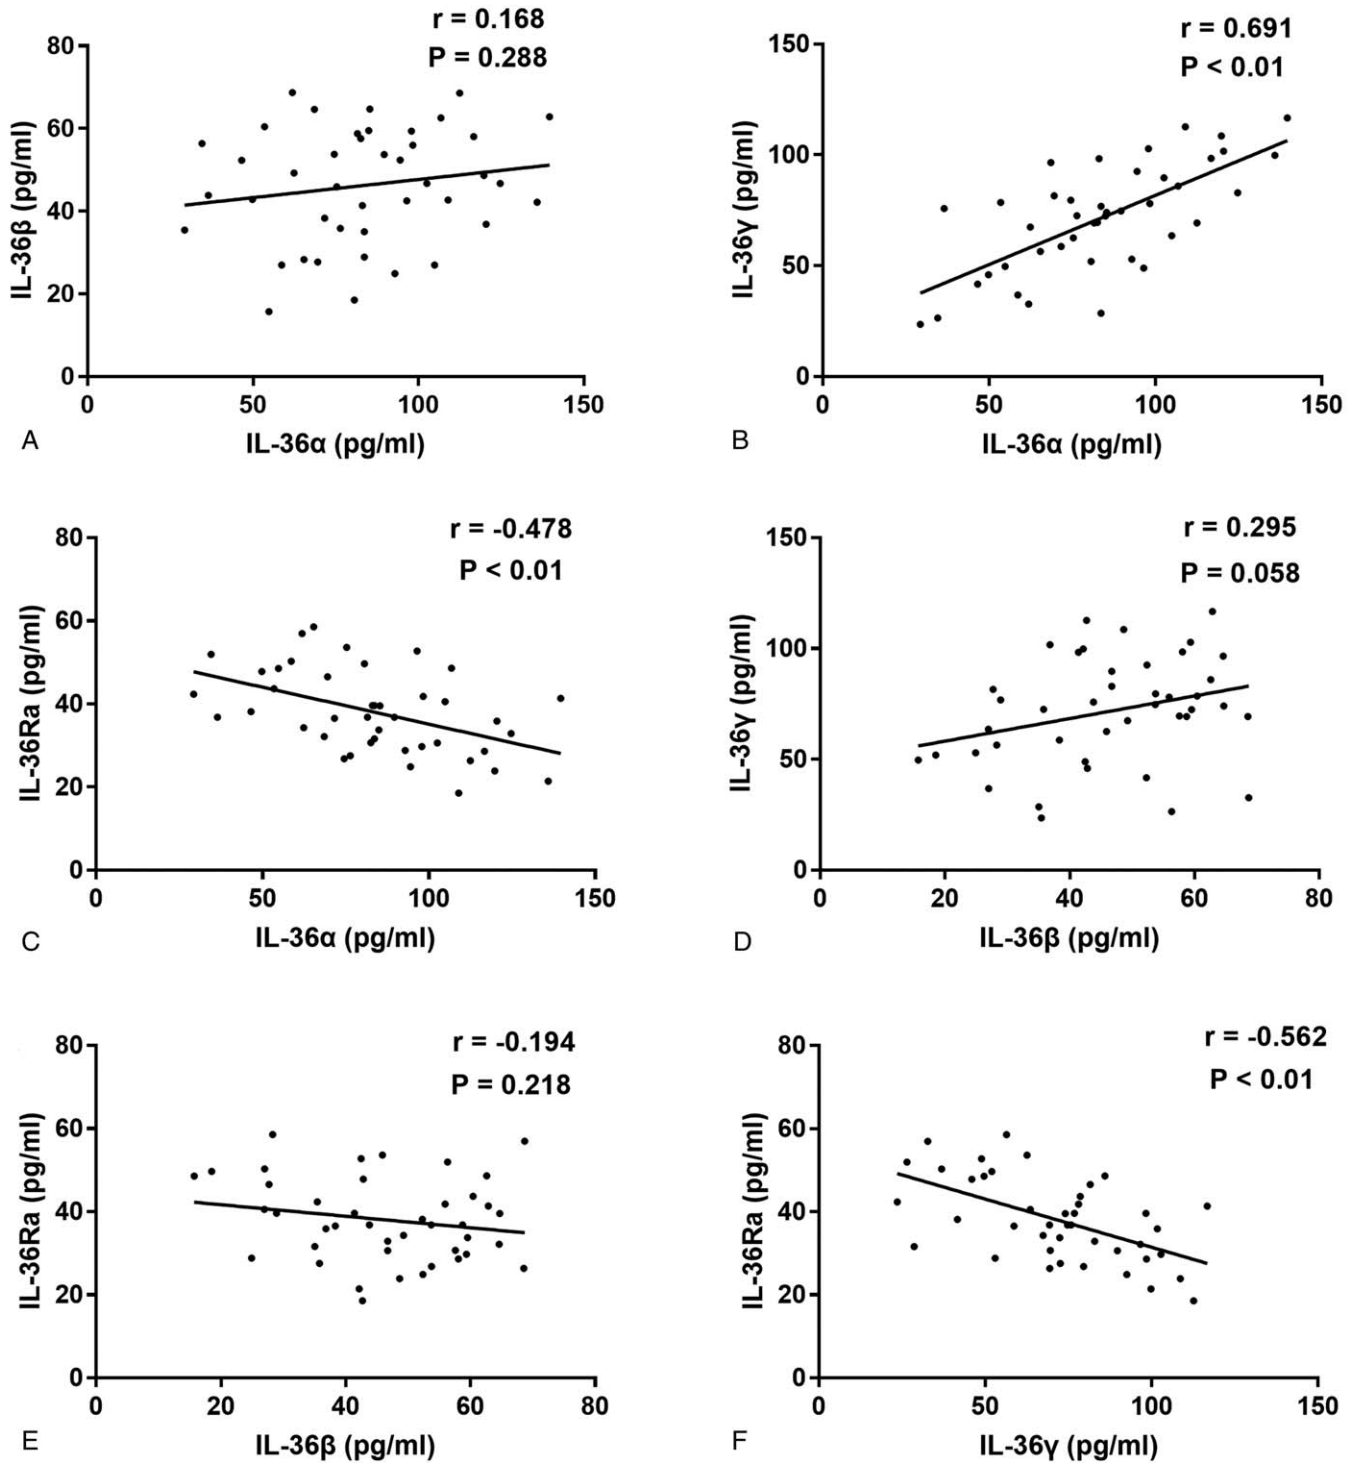 r = 0.168
P = 0.288
80
60
40
20
0
IL-36β (pg/ml)
0 50 100 150
IL-36α (pg/ml)
A
r = 0.691
P < 0.01
150
100
50
0
IL-36γ (pg/ml)
0 50 100 150
IL-36α (pg/ml)
B
r = -0.478
P < 0.01
80
60
40
20
0
IL-36Ra (pg/ml)
0 50 100 150
IL-36α (pg/ml)
C
r = 0.295
P = 0.058
150
100
50
0
IL-36γ (pg/ml)
0 20 40 60 80
IL-36β (pg/ml)
D
r = -0.194
P = 0.218
80
60
40
20
0
IL-36Ra (pg/ml)
0 20 40 60 80
IL-36β (pg/ml)
E
r = -0.562
P < 0.01
80
60
40
20
0
IL-36Ra (pg/ml)
0 50 100 150
IL-36γ (pg/ml)
F